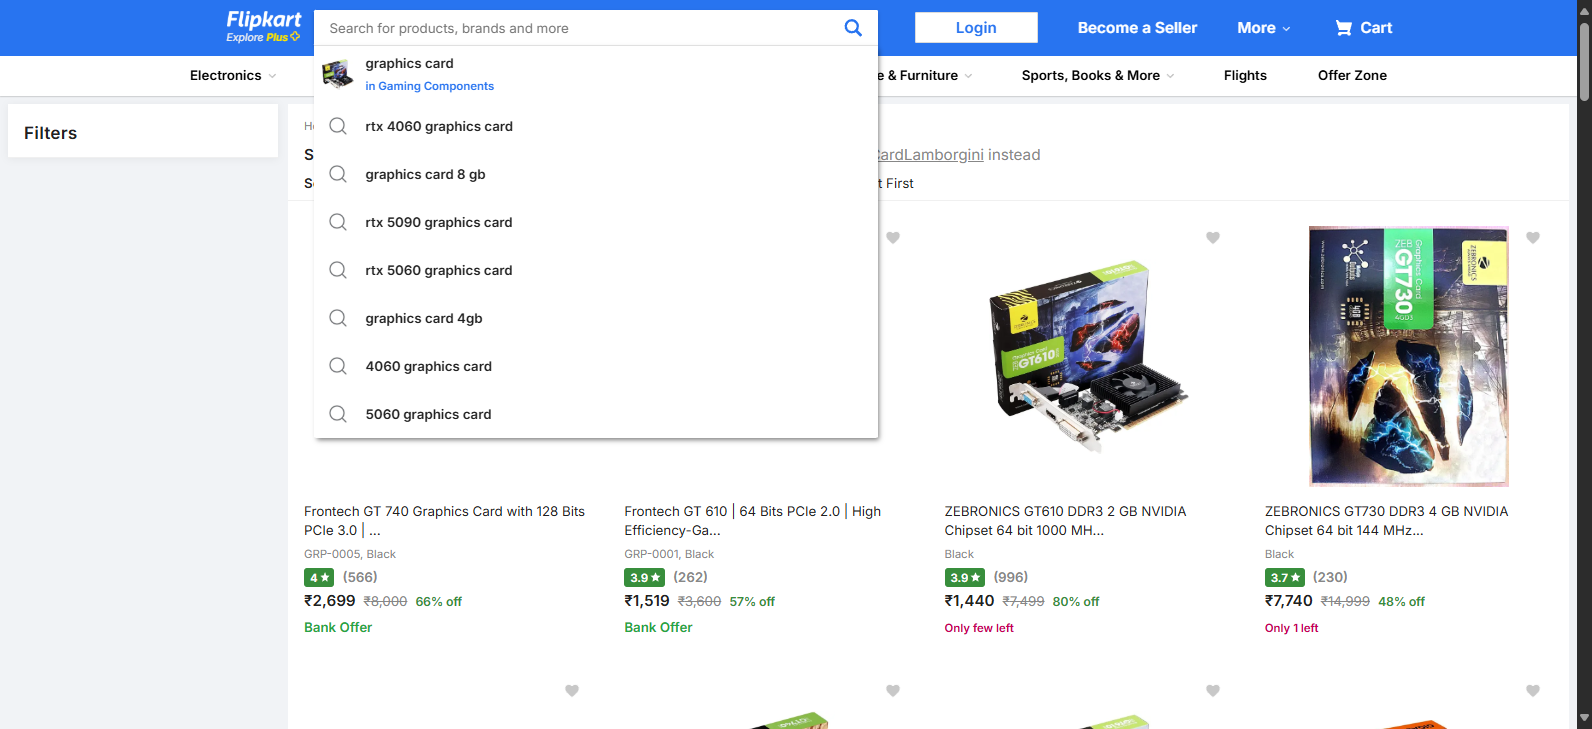 Flipkart
Explore Plus
Search for products, brands and more
Login
Become a Seller
More
Cart
Electronics
& Furniture
Sports, Books & More
Flights
Offer Zone
graphics card
in Gaming Components
rtx 4060 graphics card
graphics card 8 gb
rtx 5090 graphics card
rtx 5060 graphics card
graphics card 4gb
4060 graphics card
5060 graphics card
Filters
CardLamborgini instead
t First
ZEBRONICS
Graphics Card
ZEB
GT730
4GD3
GT610
Frontech GT 740 Graphics Card with 128 Bits
PCIe 3.0 | ...
GRP-0005, Black
4 ★ (566)
₹2,699 ₹8,000 66% off
Bank Offer
Frontech GT 610 | 64 Bits PCIe 2.0 | High
Efficiency-Ga...
GRP-0001, Black
3.9 ★ (262)
₹1,519 ₹3,600 57% off
Bank Offer
ZEBRONICS GT610 DDR3 2 GB NVIDIA
Chipset 64 bit 1000 MH...
Black
3.9 ★ (996)
₹1,440 ₹7,499 80% off
Only few left
ZEBRONICS GT730 DDR3 4 GB NVIDIA
Chipset 64 bit 144 MHz...
Black
3.7 ★ (230)
₹7,740 ₹14,999 48% off
Only 1 left